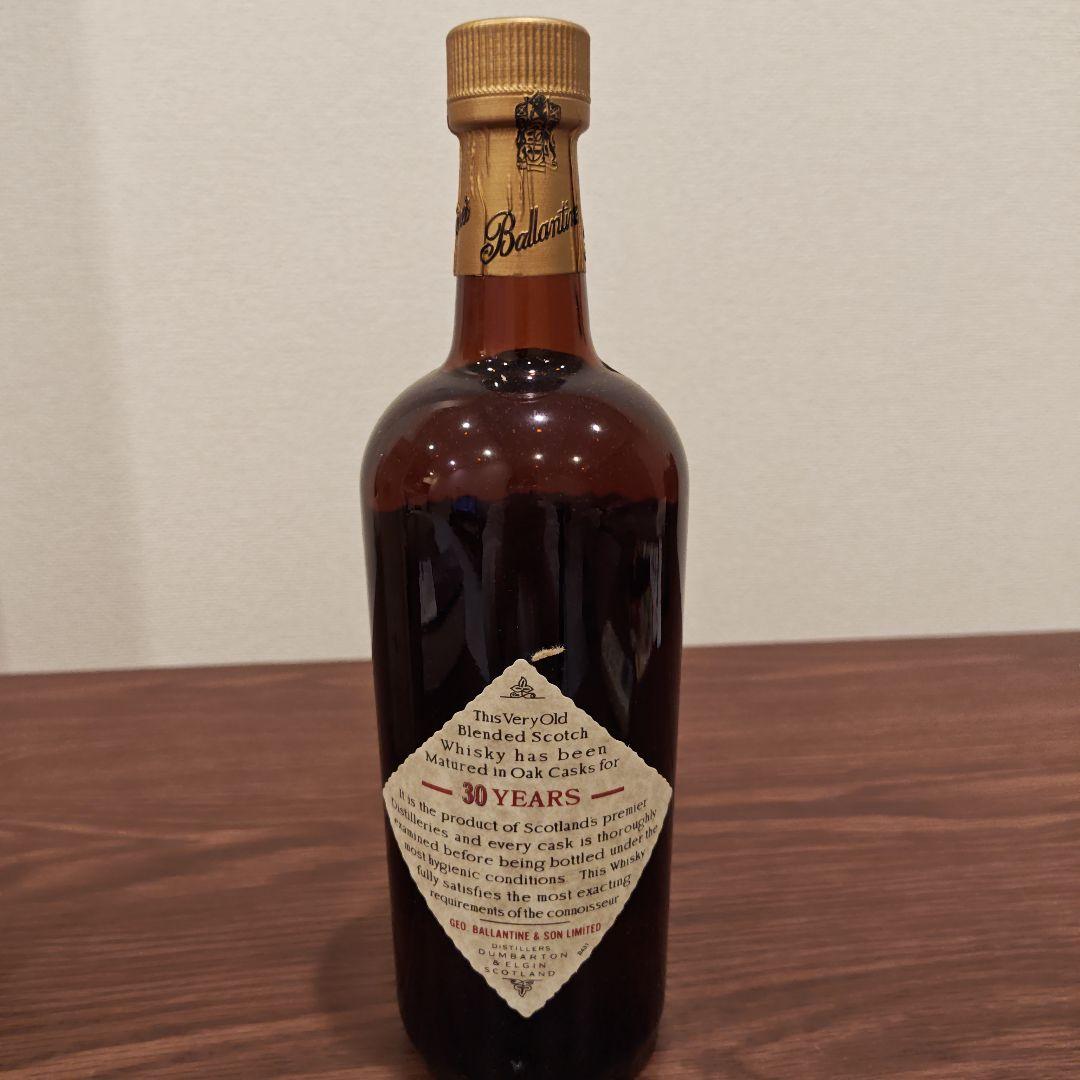 Ballantine
This Very Old
Blended Scotch
Whisky has been
Matured in Oak Casks for
30 YEARS
It is the product of Scotland's premier
Distilleries and every cask is thoroughly
examined before being bottled under the
most hygienic conditions. This Whisky
fully satisfies the most exacting
requirements of the connoisseur
GEO. BALLANTINE & SON LIMITED
DISTILLERS
DUMBARTON
& ELGIN
SCOTLAND